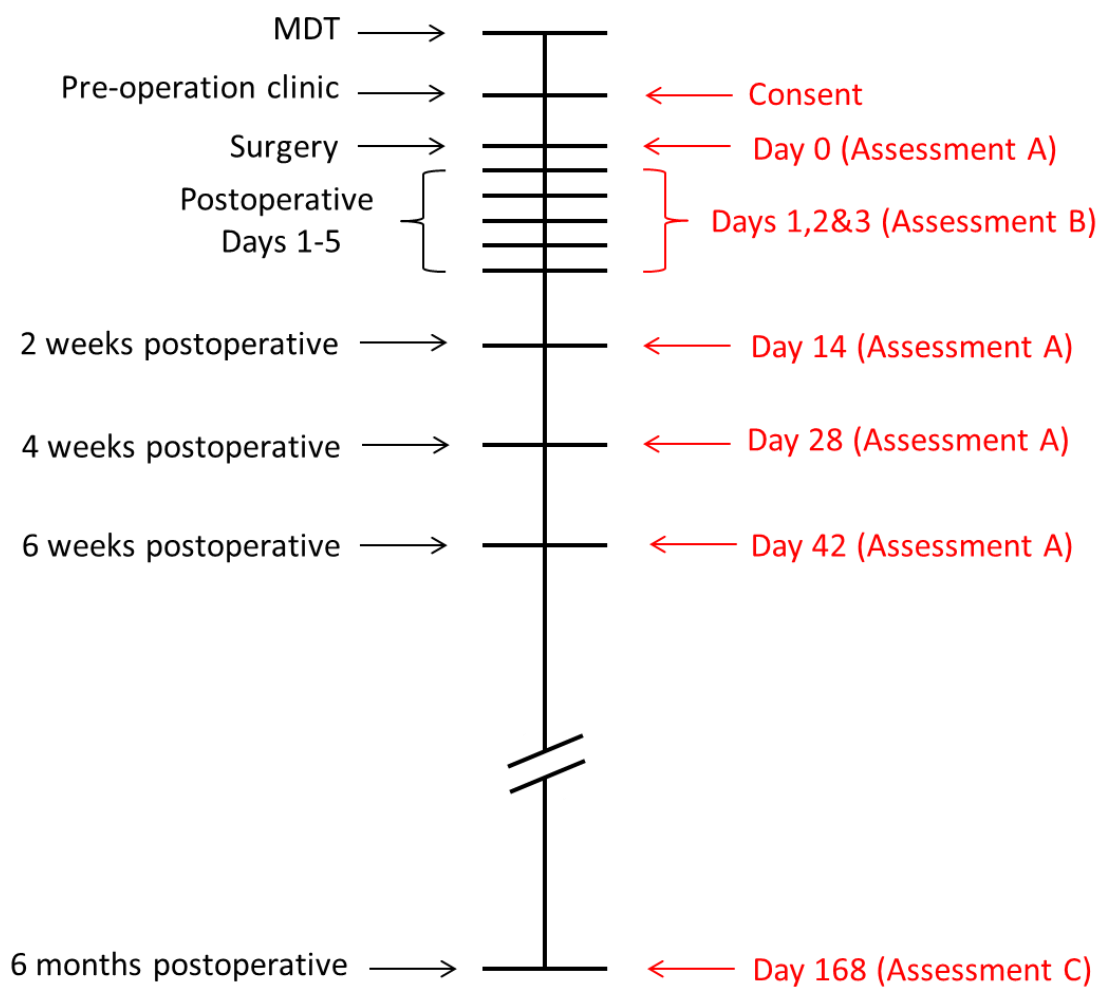 MDT
Pre-operation clinic
Consent
Surgery
Day 0 (Assessment A)
Postoperative
Days 1-5
Days 1,2&3 (Assessment B)
2 weeks postoperative
Day 14 (Assessment A)
4 weeks postoperative
Day 28 (Assessment A)
6 weeks postoperative
Day 42 (Assessment A)
6 months postoperative
Day 168 (Assessment C)